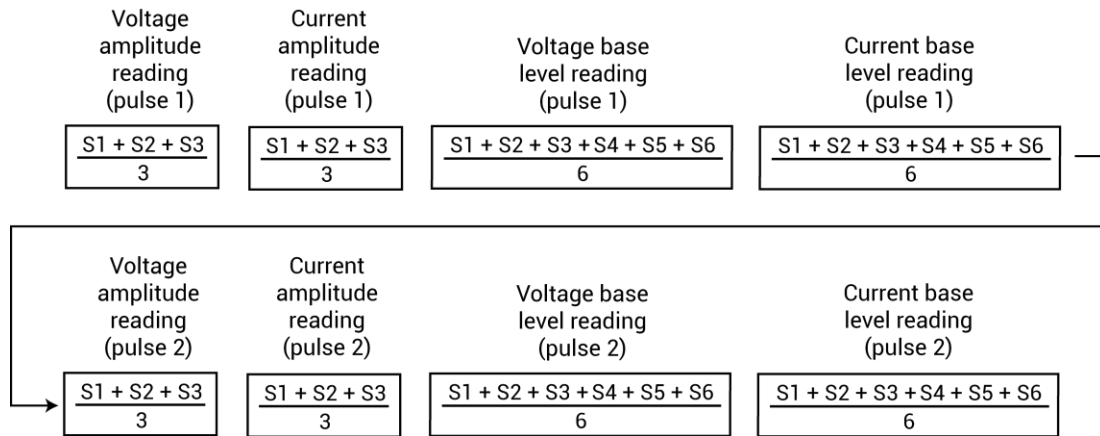 Voltage
amplitude
reading
(pulse 1)
Current
amplitude
reading
(pulse 1)
Voltage base
level reading
(pulse 1)
Current base
level reading
(pulse 1)
S1 + S2 + S3
3
S1 + S2 + S3
3
S1 + S2 + S3 +S4 + S5 + S6
6
S1 + S2 + S3 +S4 + S5 + S6
6
Voltage
amplitude
reading
(pulse 2)
Current
amplitude
reading
(pulse 2)
Voltage base
level reading
(pulse 2)
Current base
level reading
(pulse 2)
S1 + S2 + S3
3
S1 + S2 + S3
3
S1 + S2 + S3 +S4 + S5 + S6
6
S1 + S2 + S3 +S4 + S5 + S6
6